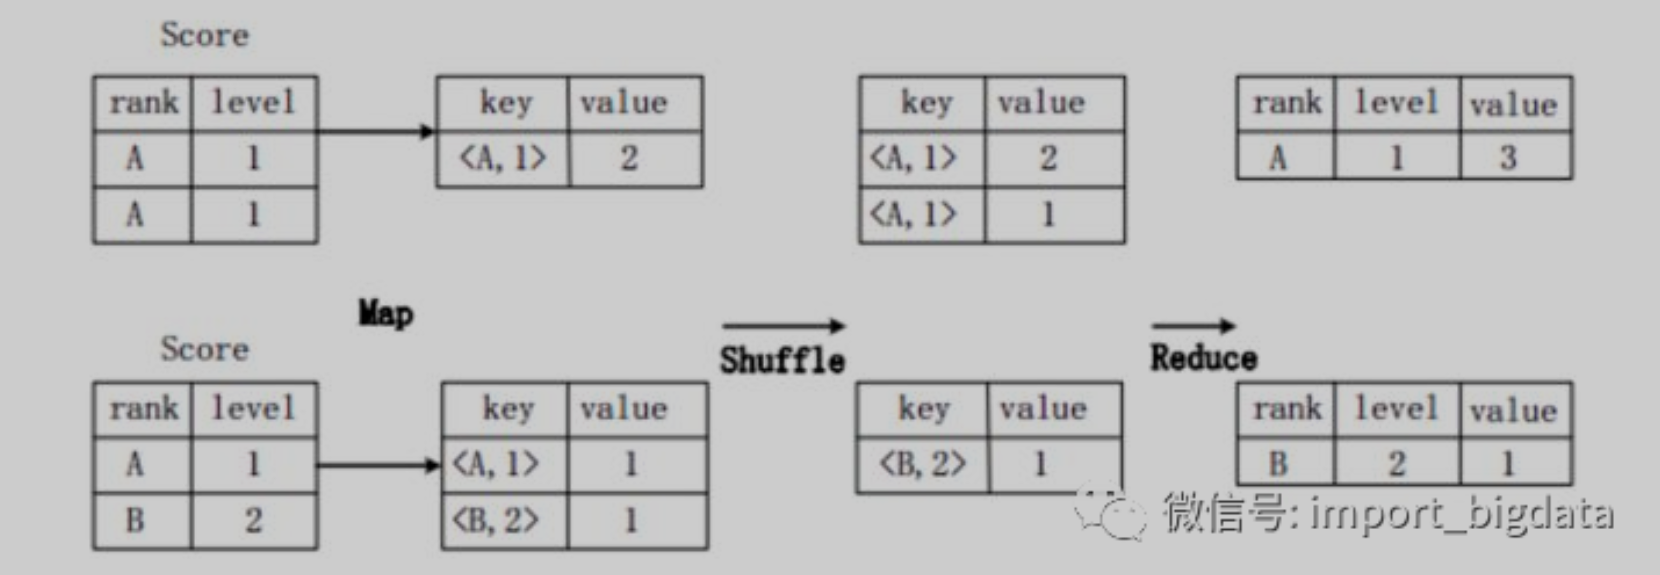 Score
rank level
A 1
A 1
key value
<A, 1> 2
key value
<A, 1> 2
<A, 1> 1
rank level value
A 1 3
Map
Shuffle
Reduce
Score
rank level
A 1
B 2
key value
<A, 1> 1
<B, 2> 1
key value
<B, 2> 1
rank level value
B 2 1
微信号: import_bigdata